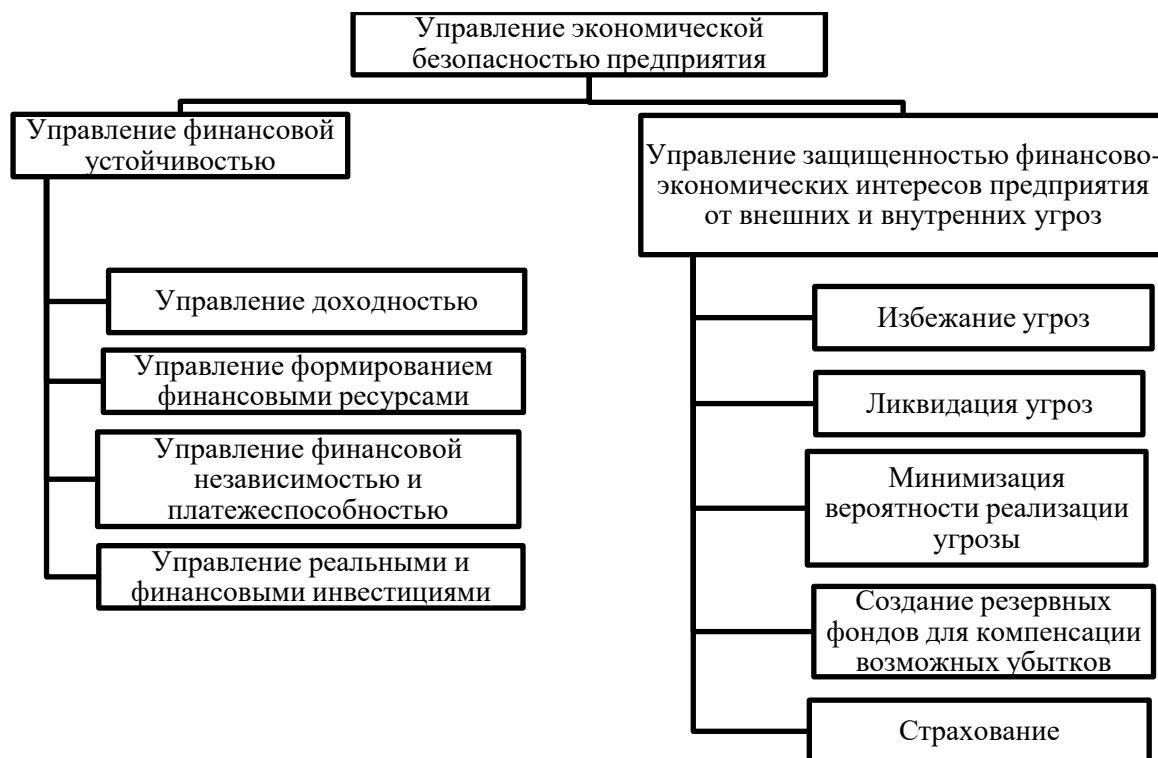 Управление экономической
безопасностью предприятия
Управление финансовой
устойчивостью
Управление доходностью
Управление формированием
финансовыми ресурсами
Управление финансовой
независимостью и
платежеспособностью
Управление реальными и
финансовыми инвестициями
Управление защищенностью финансово-
экономических интересов предприятия
от внешних и внутренних угроз
Избежание угроз
Ликвидация угроз
Минимизация
вероятности реализации
угрозы
Создание резервных
фондов для компенсации
возможных убытков
Страхование